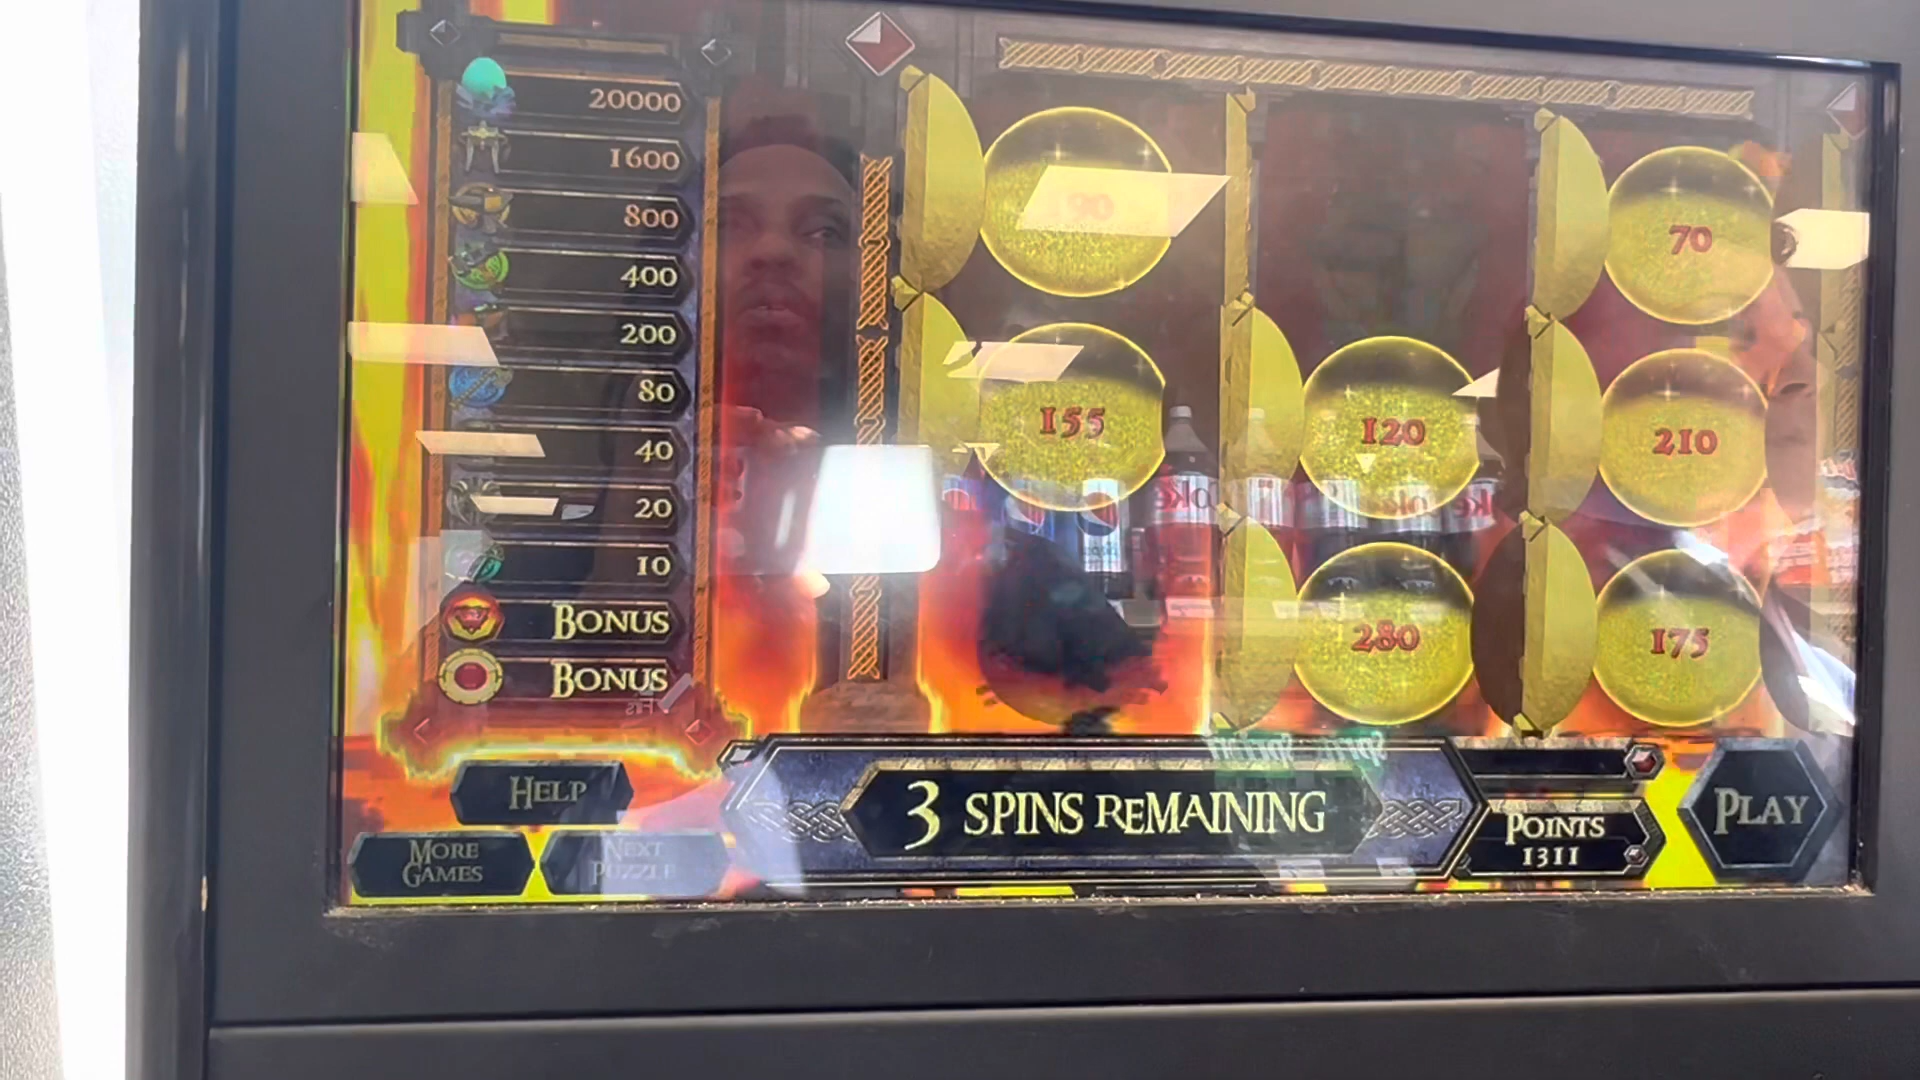 20000
1600
800
400
200
80
40
20
10
BONUS
BONUS
HELP
MORE
GAMES
NEXT
PUZZLE
90
70
155
120
210
280
175
3 SPINS REMAINING
POINTS
1311
PLAY